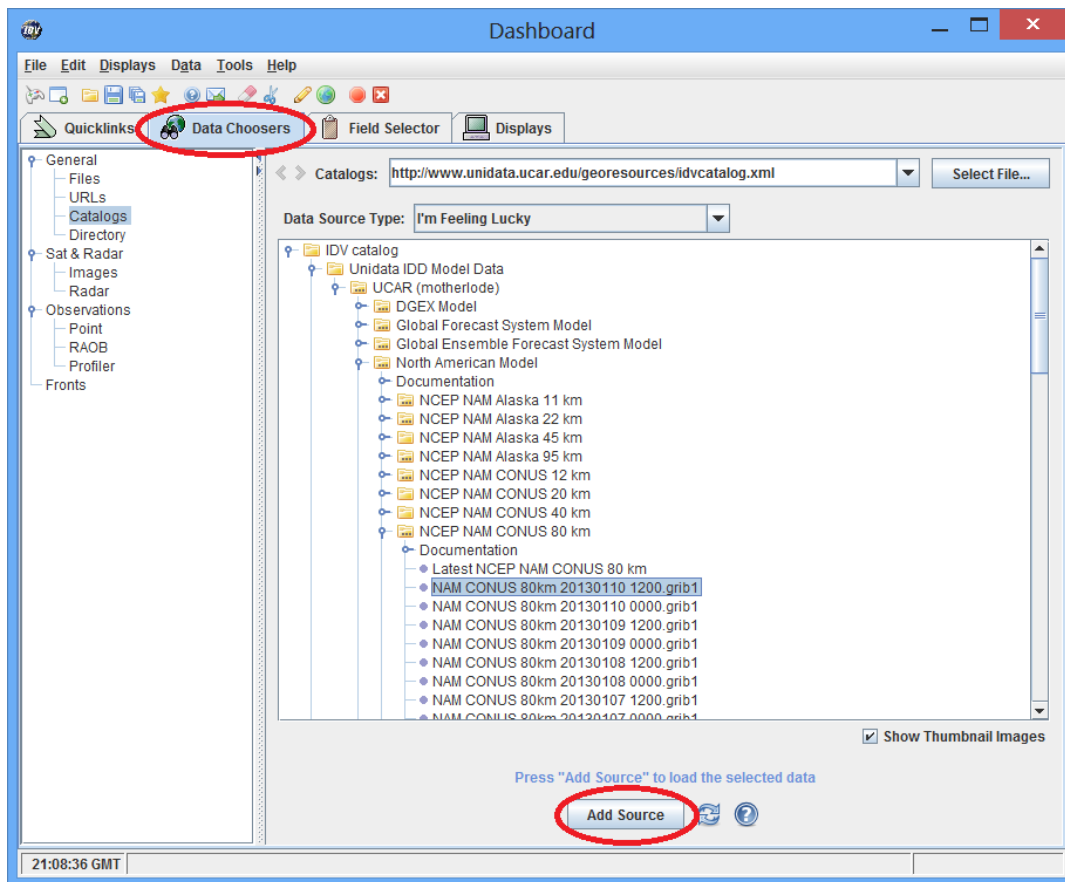 IDV
Dashboard
File Edit Displays Data Tools Help
Quicklinks Data Choosers Field Selector Displays
General
Files
URLs
Catalogs
Directory
Sat & Radar
Images
Radar
Observations
Point
RAOB
Profiler
Fronts
Catalogs: http://www.unidata.ucar.edu/georesources/idvcatalog.xml Select File...
Data Source Type: I'm Feeling Lucky
IDV catalog
Unidata IDD Model Data
UCAR (motherlode)
DGEX Model
Global Forecast System Model
Global Ensemble Forecast System Model
North American Model
Documentation
NCEP NAM Alaska 11 km
NCEP NAM Alaska 22 km
NCEP NAM Alaska 45 km
NCEP NAM Alaska 95 km
NCEP NAM CONUS 12 km
NCEP NAM CONUS 20 km
NCEP NAM CONUS 40 km
NCEP NAM CONUS 80 km
Documentation
Latest NCEP NAM CONUS 80 km
NAM CONUS 80km 20130110 1200.grib1
NAM CONUS 80km 20130110 0000.grib1
NAM CONUS 80km 20130109 1200.grib1
NAM CONUS 80km 20130109 0000.grib1
NAM CONUS 80km 20130108 1200.grib1
NAM CONUS 80km 20130108 0000.grib1
NAM CONUS 80km 20130107 1200.grib1
NAM CONUS 80km 20130107 0000.grib1
Show Thumbnail Images
Press "Add Source" to load the selected data
Add Source
21:08:36 GMT